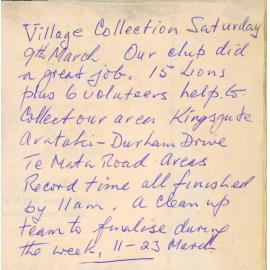 Village Collection Saturday
9th March. Our club did
a great job. 15 Lions
plus 6 voluteers help to
Collect our area Kingsgate
Arataki - Durham Drive
Te Mata Road - Areas
Record time all finished
by 11am. A clean up
team to finalise during
the week, 11-23 March